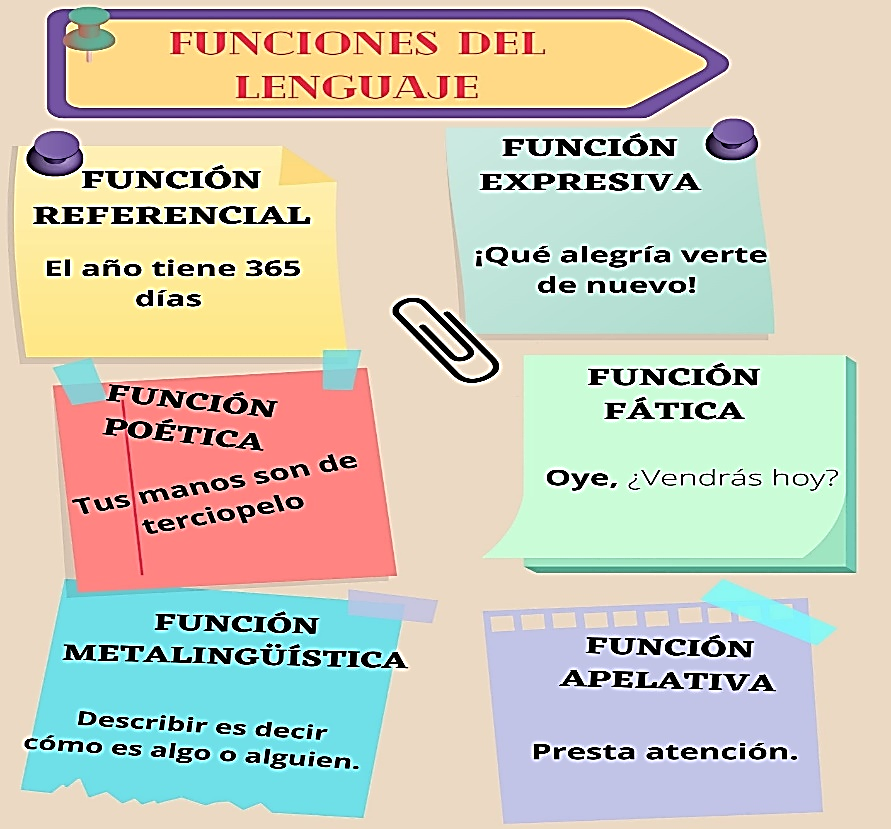 FUNCIONES DEL
LENGUAJE
FUNCIÓN
REFERENCIAL
El año tiene 365
días
FUNCIÓN
EXPRESIVA
¡Qué alegría verte
de nuevo!
FUNCIÓN
POÉTICA
Tus manos son de
terciopelo
FUNCIÓN
FÁTICA
Oye, ¿Vendrás hoy?
FUNCIÓN
METALINGÜÍSTICA
Describir es decir
cómo es algo o alguien.
FUNCIÓN
APELATIVA
Presta atención.